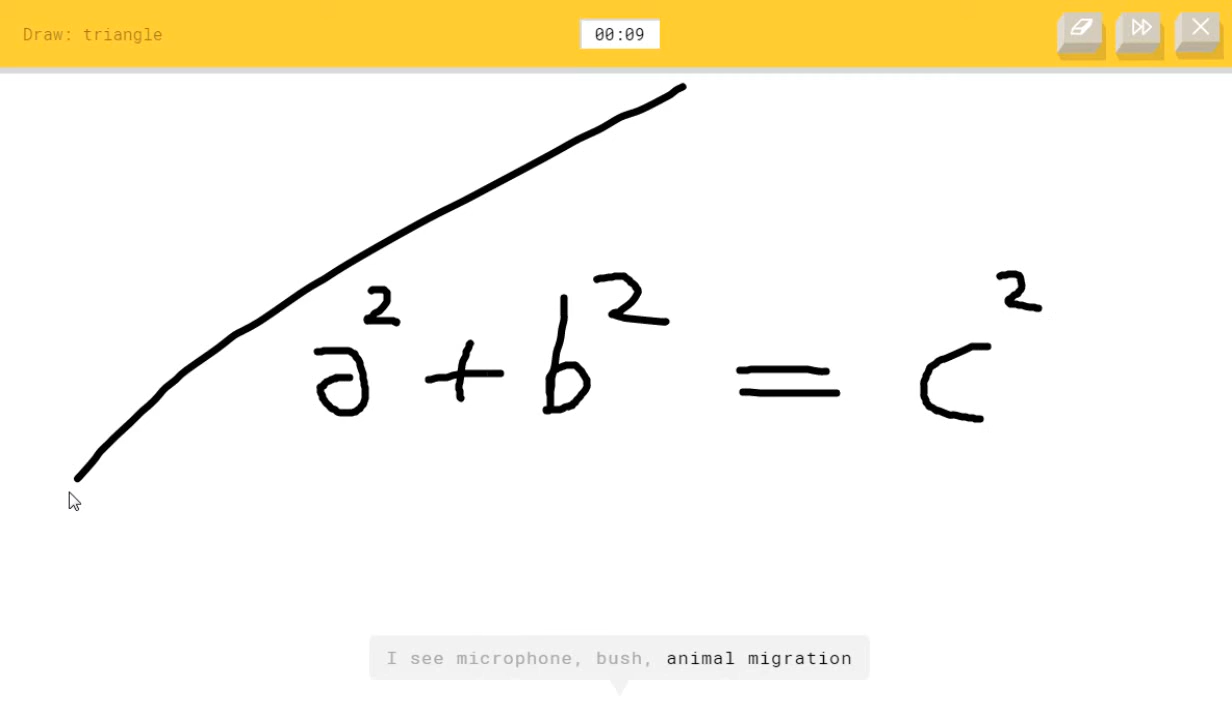 Draw: triangle
00:09
a² + b² = c²
I see microphone, bush, animal migration